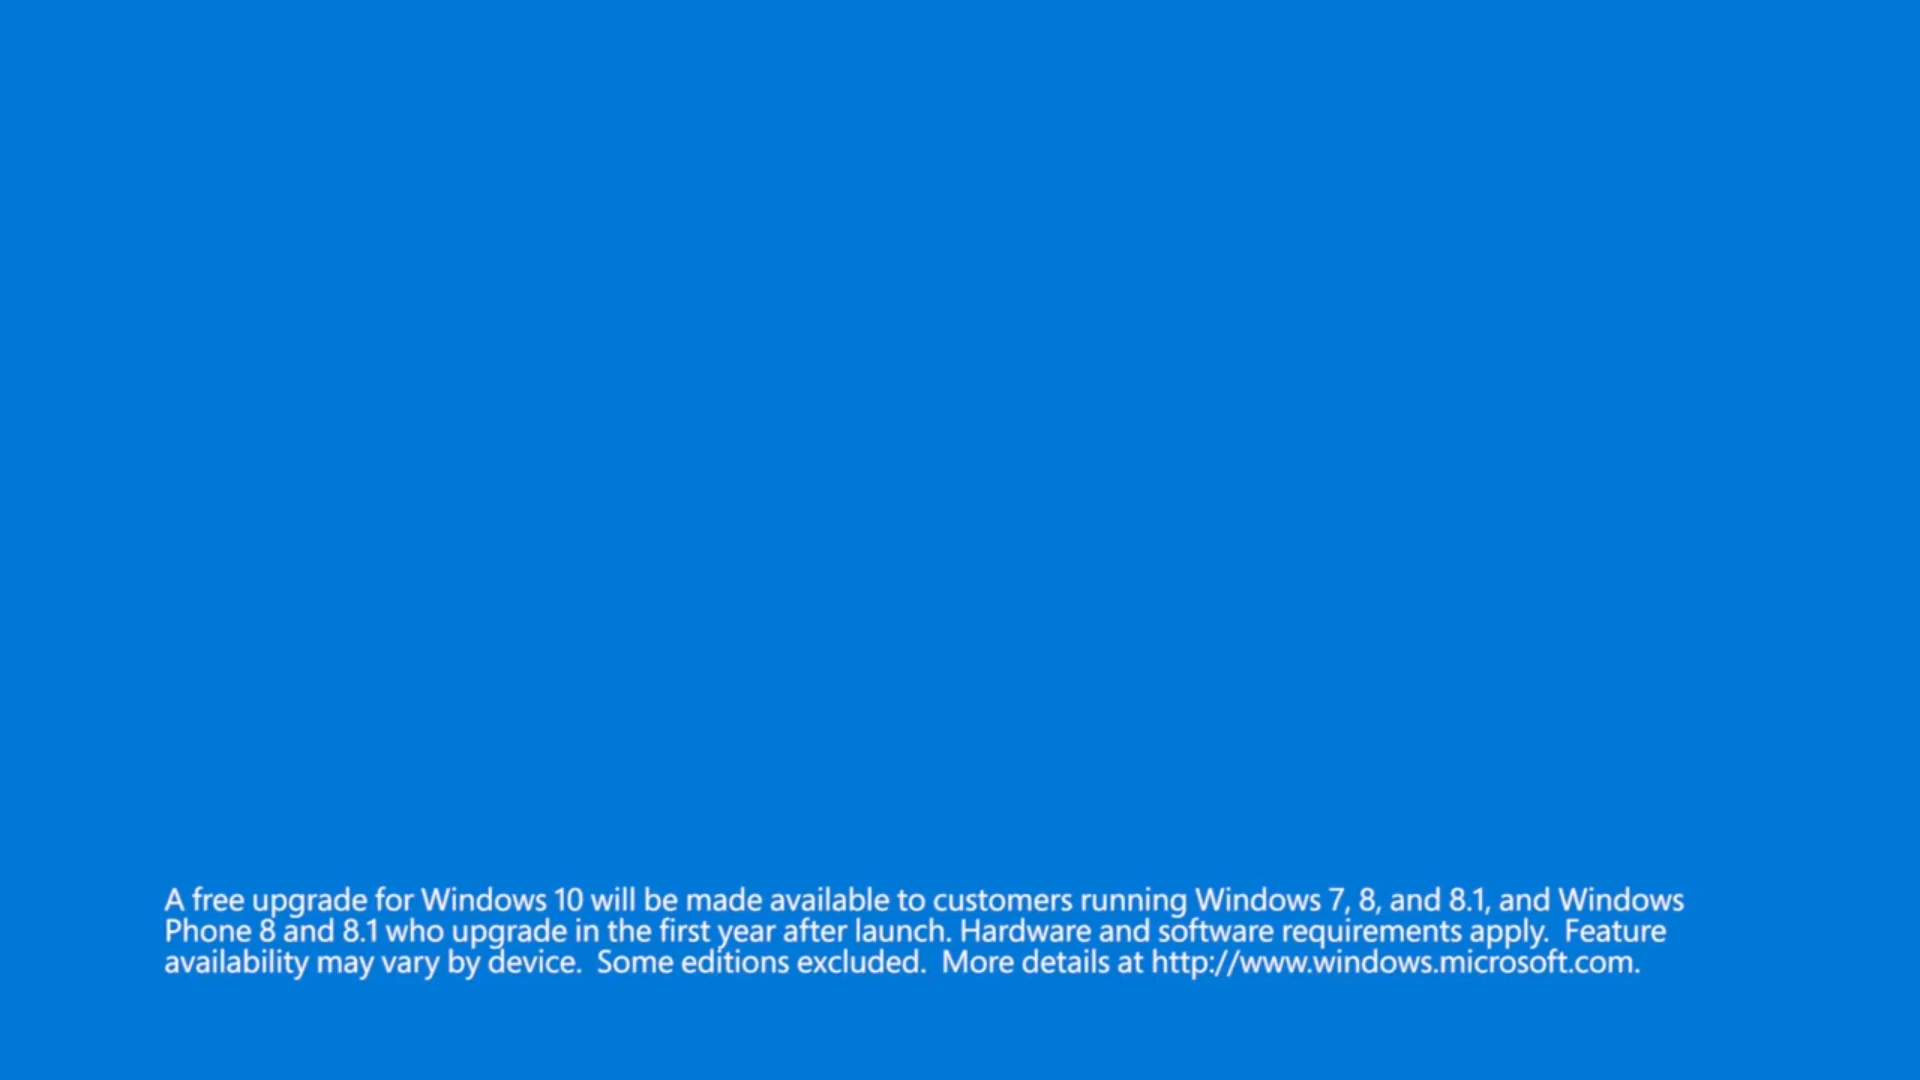 A free upgrade for Windows 10 will be made available to customers running Windows 7, 8, and 8.1, and Windows
Phone 8 and 8.1 who upgrade in the first year after launch. Hardware and software requirements apply.  Feature
availability may vary by device.  Some editions excluded.  More details at http://www.windows.microsoft.com.